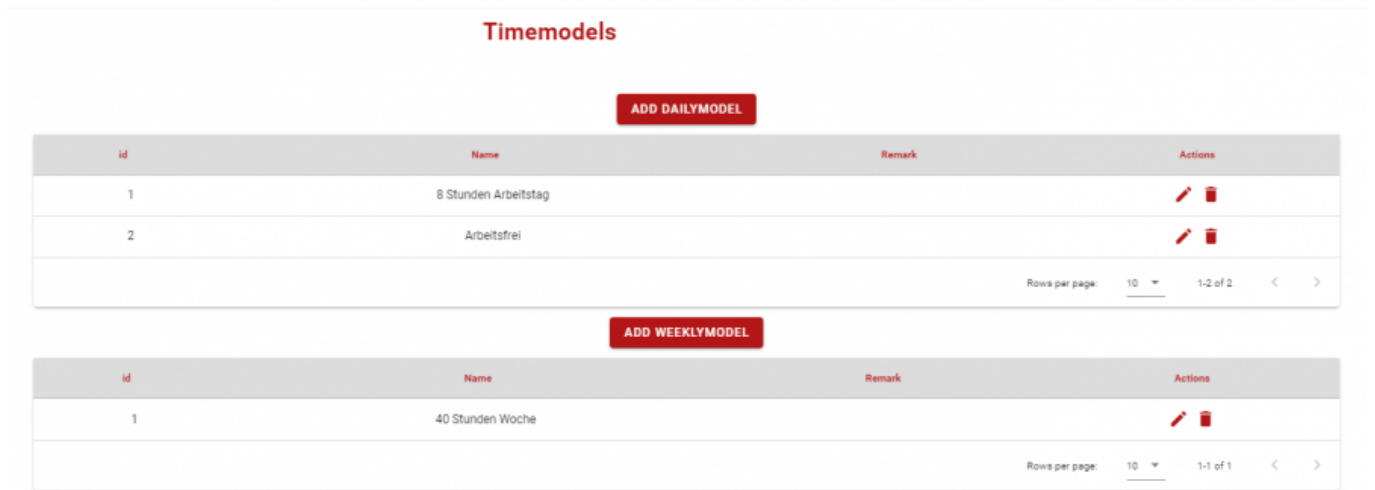 Timemodels
ADD DAILYMODEL
id Name Remark Actions
1 8 Stunden Arbeitstag
2 Arbeitsfrei
Rows per page: 10 1-2 of 2
ADD WEEKLYMODEL
id Name Remark Actions
1 40 Stunden Woche
Rows per page: 10 1-1 of 1